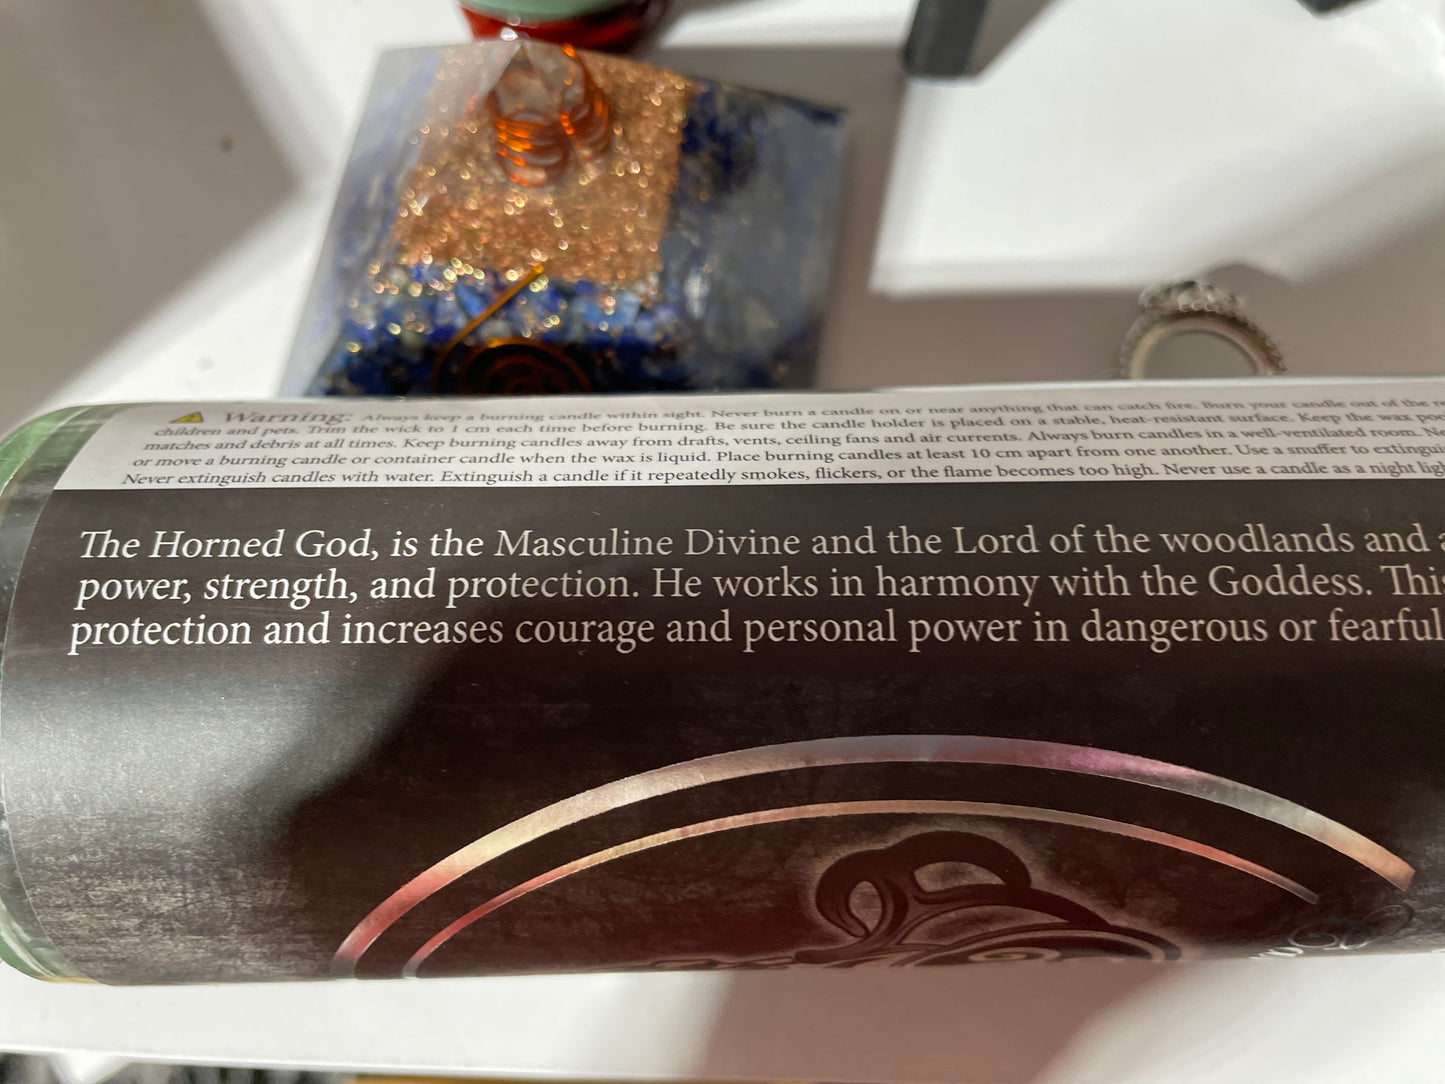 Warning: Always keep a burning candle within sight. Never burn a candle on or near anything that can catch fire. Burn your candle out of the
children and pets. Trim the wick to 1 cm each time before burning. Be sure the candle holder is placed on a stable, heat-resistant surface. Keep the wax
matches and debris at all times. Keep burning candles away from drafts, vents, ceiling fans and air currents. Always burn candles in a well-ventilated room.
or move a burning candle or container candle when the wax is liquid. Place burning candles at least 10 cm apart from one another. Use a snuffer to
Never extinguish candles with water. Extinguish a candle if it repeatedly smokes, flickers, or the flame becomes too high. Never use a candle as a night
The Horned God, is the Masculine Divine and the Lord of the woodlands and
power, strength, and protection. He works in harmony with the Goddess.
protection and increases courage and personal power in dangerous or fearful